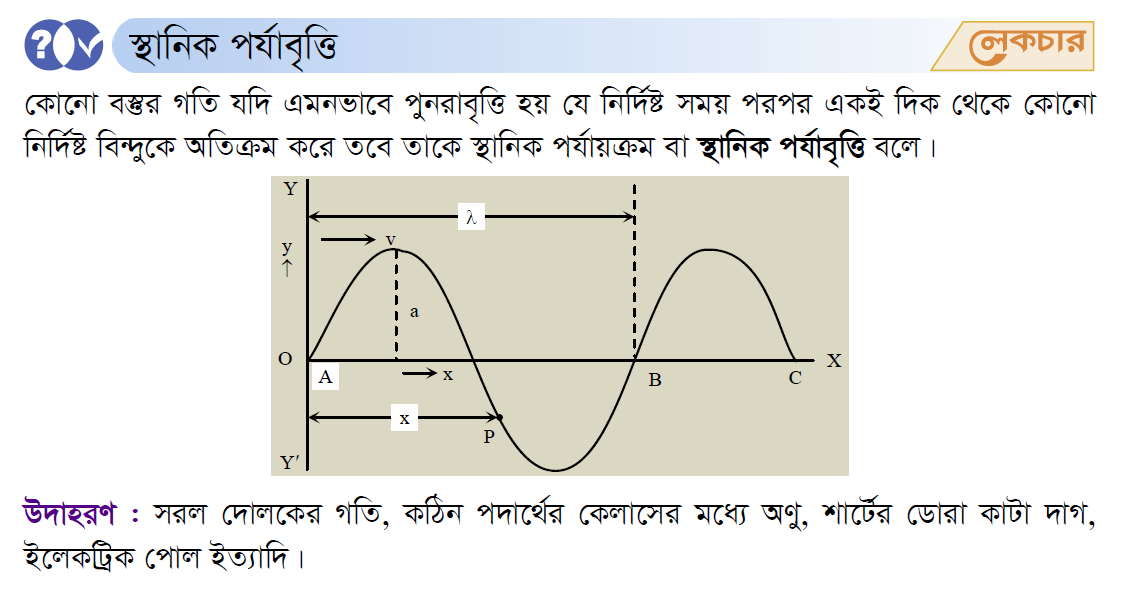 স্থানিক পর্যাবৃত্তি
লেকচার
কোনো বস্তুর গতি যদি এমনভাবে পুনরাবৃত্তি হয় যে নির্দিষ্ট সময় পরপর একই দিক থেকে কোনো
নির্দিষ্ট বিন্দুকে অতিক্রম করে তবে তাকে স্থানিক পর্যায়ক্রম বা স্থানিক পর্যাবৃত্তি বলে।
Y
λ
v
y
↑
a
O
A
x
B
C
X
x
P
Y′
উদাহরণ : সরল দোলকের গতি, কঠিন পদার্থের কেলাসের মধ্যে অণু, শার্টের ডোরা কাটা দাগ,
ইলেকট্রিক পোল ইত্যাদি।